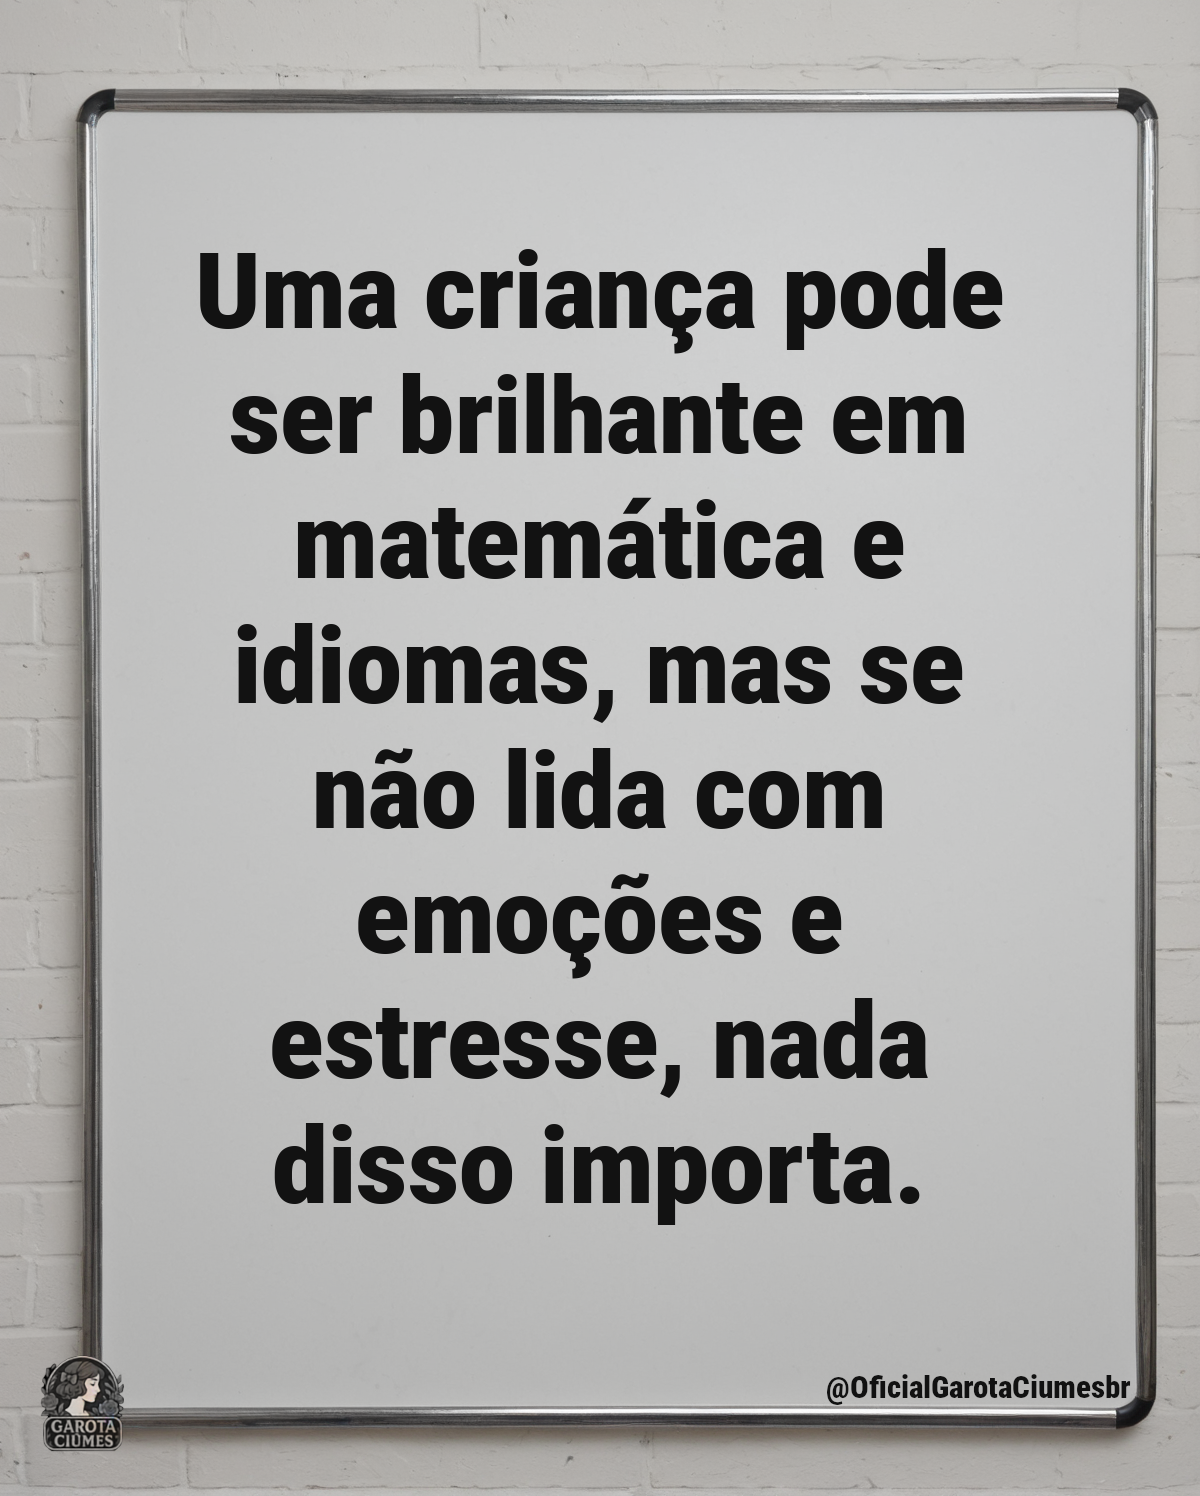 Uma criança pode
ser brilhante em
matemática e
idiomas, mas se
não lida com
emoções e
estresse, nada
disso importa.
@OficialGarotaCiumesbr
GAROTA
CIÚMES